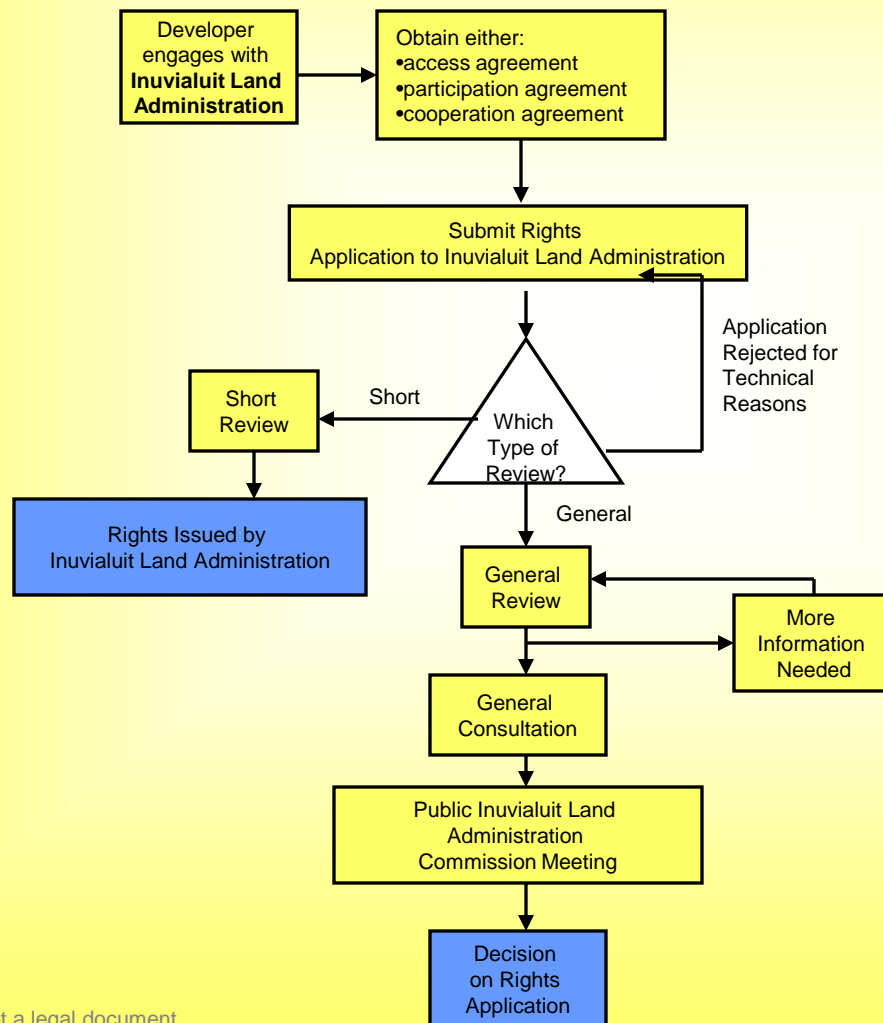 Developer
engages with
Inuvialuit Land
Administration
Obtain either:
•access agreement
•participation agreement
•cooperation agreement
Submit Rights
Application to Inuvialuit Land Administration
Application
Rejected for
Technical
Reasons
Which
Type of
Review?
Short
Short
Review
Rights Issued by
Inuvialuit Land Administration
General
General
Review
More
Information
Needed
General
Consultation
Public Inuvialuit Land
Administration
Commission Meeting
Decision
on Rights
Application
a legal document